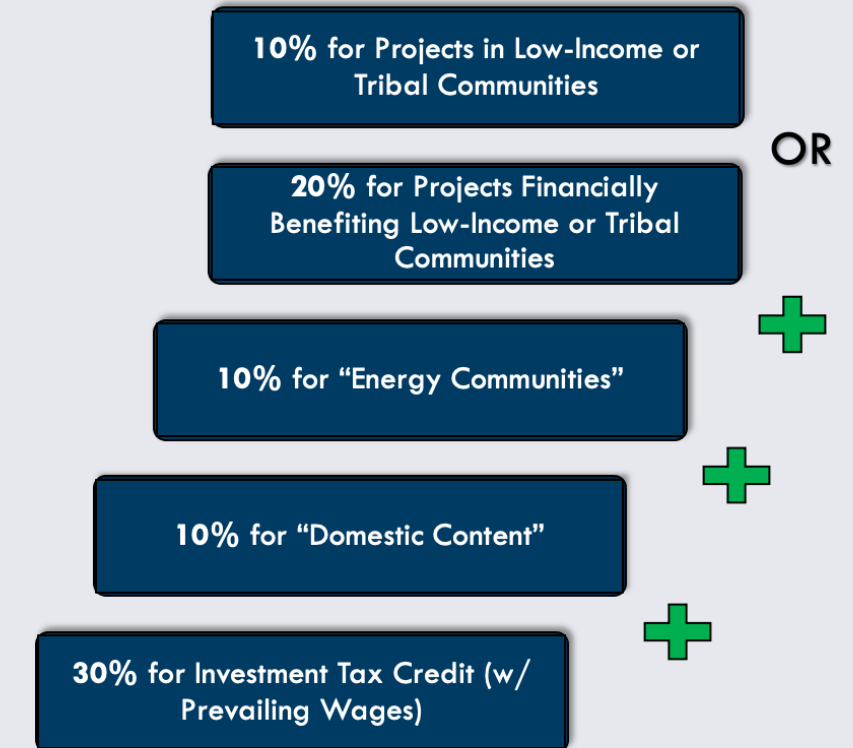 10% for Projects in Low-Income or
Tribal Communities
OR
20% for Projects Financially
Benefiting Low-Income or Tribal
Communities
10% for “Energy Communities”
10% for “Domestic Content”
30% for Investment Tax Credit (w/
Prevailing Wages)